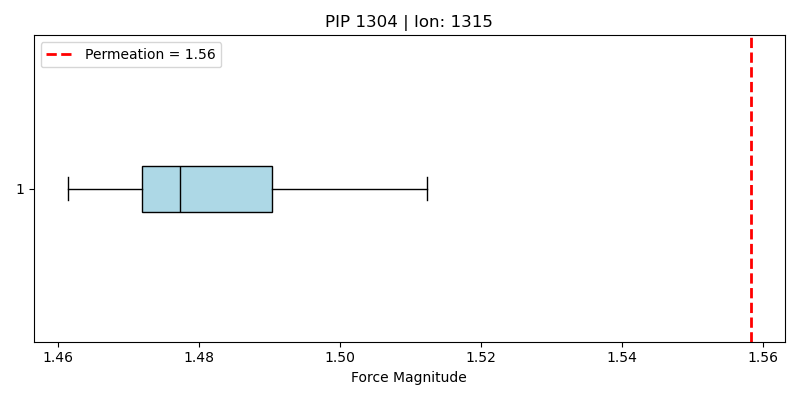 PIP 1304 | Ion: 1315
Permeation = 1.56
1
1.46 1.48 1.50 1.52 1.54 1.56
Force Magnitude